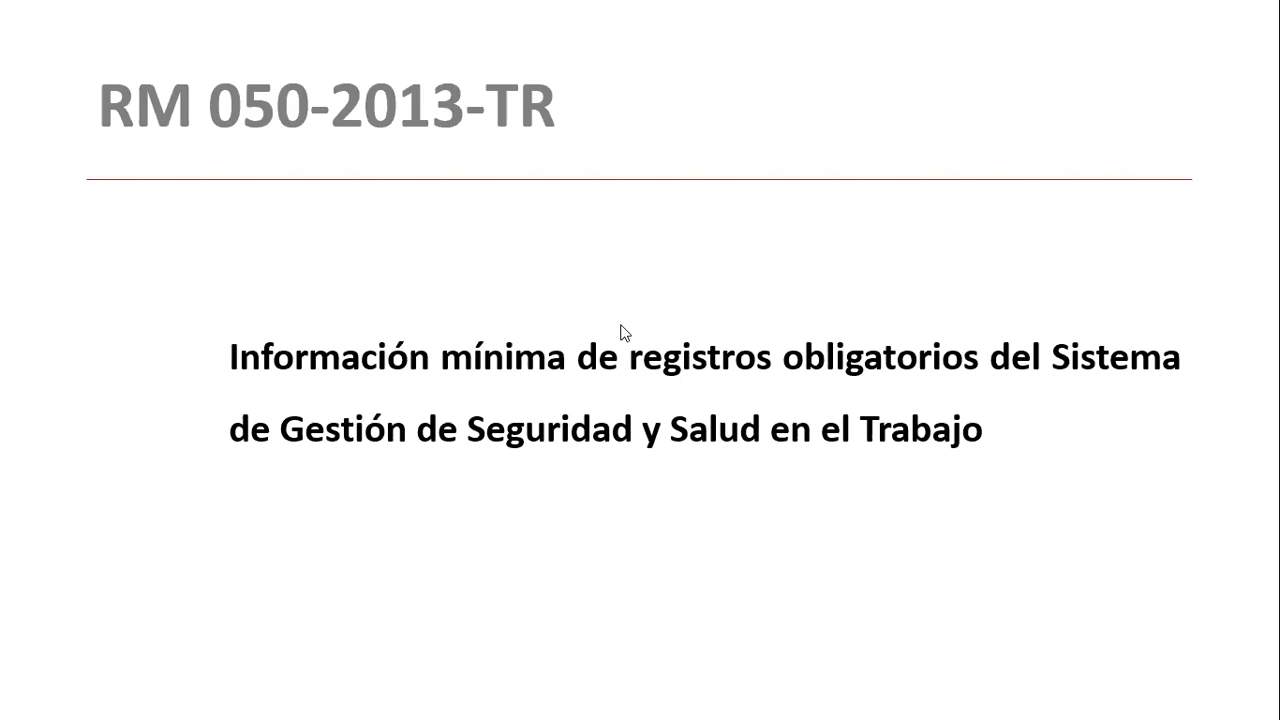 RM 050-2013-TR
Información mínima de registros obligatorios del Sistema
de Gestión de Seguridad y Salud en el Trabajo